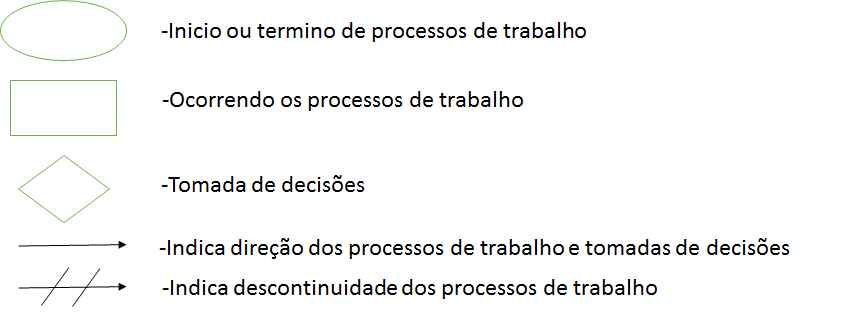 -Inicio ou termino de processos de trabalho
-Ocorrendo os processos de trabalho
-Tomada de decisões
-Indica direção dos processos de trabalho e tomadas de decisões
-Indica descontinuidade dos processos de trabalho